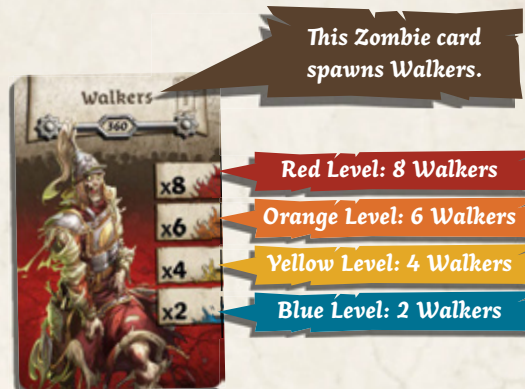 This Zombie card
spawns Walkers.
Walkers
360
x8
Red Level: 8 Walkers
x6
Orange Level: 6 Walkers
x4
Yellow Level: 4 Walkers
x2
Blue Level: 2 Walkers